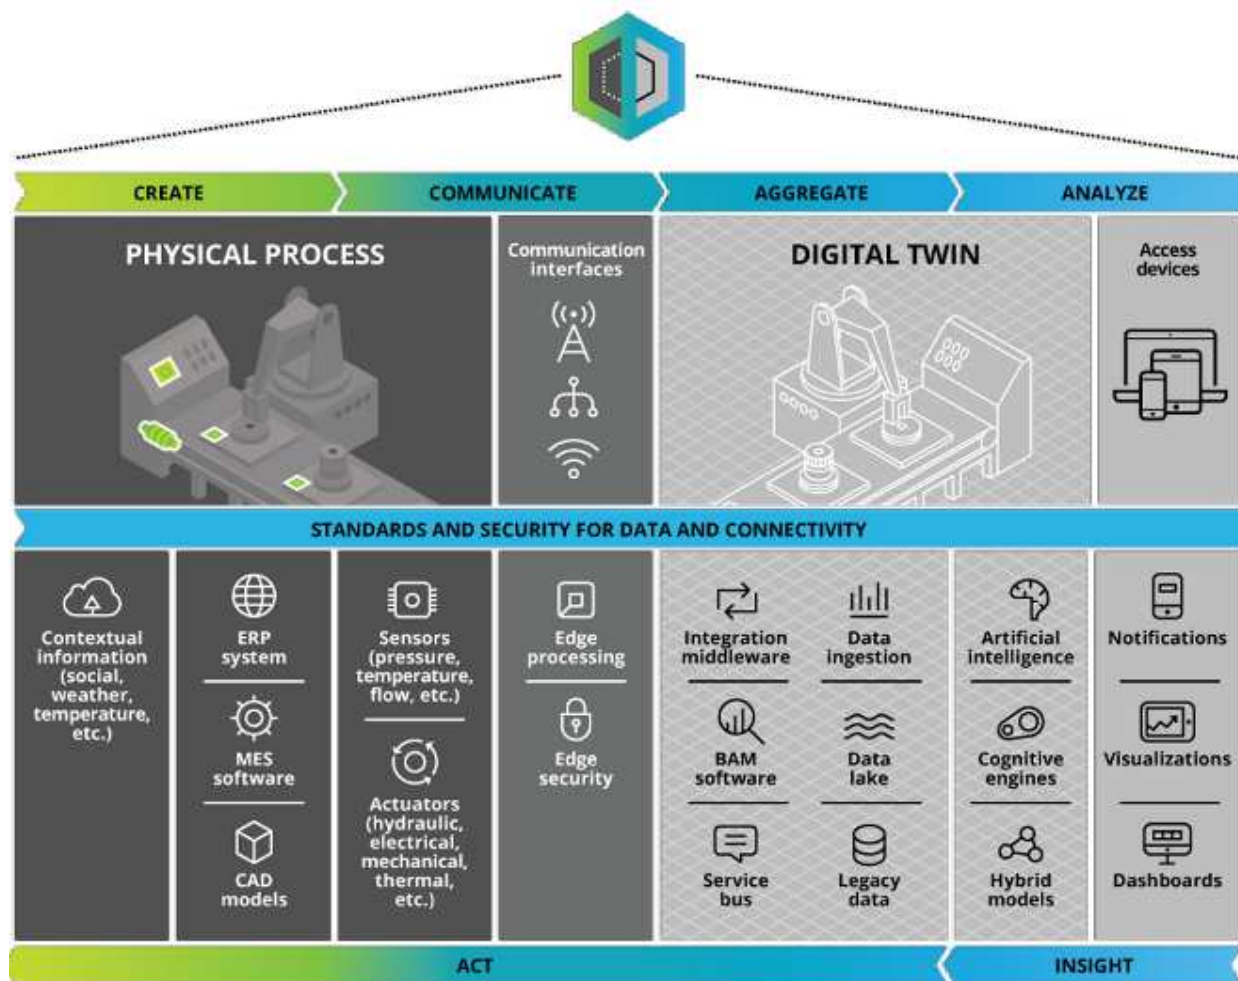 CREATE
COMMUNICATE
AGGREGATE
ANALYZE
PHYSICAL PROCESS
Communication
interfaces
DIGITAL TWIN
Access
devices
STANDARDS AND SECURITY FOR DATA AND CONNECTIVITY
Contextual
information
(social,
weather,
temperature,
etc.)
ERP
system
MES
software
CAD
models
Sensors
(pressure,
temperature,
flow, etc.)
Actuators
(hydraulic,
electrical,
mechanical,
thermal,
etc.)
Edge
processing
Edge
security
Integration
middleware
BAM
software
Service
bus
Data
ingestion
Data
lake
Legacy
data
Artificial
intelligence
Cognitive
engines
Hybrid
models
Notifications
Visualizations
Dashboards
ACT
INSIGHT